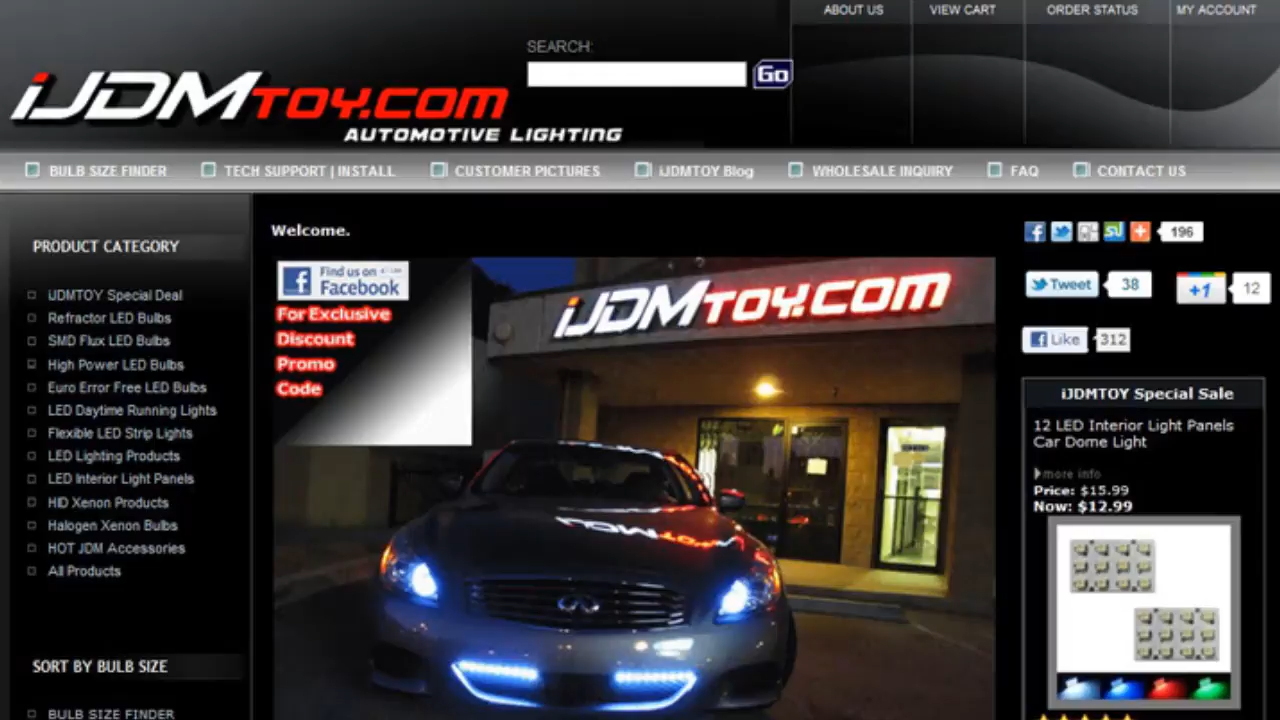 ABOUT US
VIEW CART
ORDER STATUS
MY ACCOUNT
SEARCH:
Go
iJDMTOY.COM
AUTOMOTIVE LIGHTING
BULB SIZE FINDER
TECH SUPPORT | INSTALL
CUSTOMER PICTURES
iJDMTOY Blog
WHOLESALE INQUIRY
FAQ
CONTACT US
PRODUCT CATEGORY
iJDMTOY Special Deal
Refractor LED Bulbs
SMD Flux LED Bulbs
High Power LED Bulbs
Euro Error Free LED Bulbs
LED Daytime Running Lights
Flexible LED Strip Lights
LED Lighting Products
LED Interior Light Panels
HID Xenon Products
Halogen Xenon Bulbs
HOT JDM Accessories
All Products
SORT BY BULB SIZE
BULB SIZE FINDER
Welcome.
Find us on
Facebook
For Exclusive
Discount
Promo
Code
iJDMTOY.COM
196
Tweet
38
+1
12
Like
312
iJDMTOY Special Sale
12 LED Interior Light Panels
Car Dome Light
more info
Price: $15.99
Now: $12.99